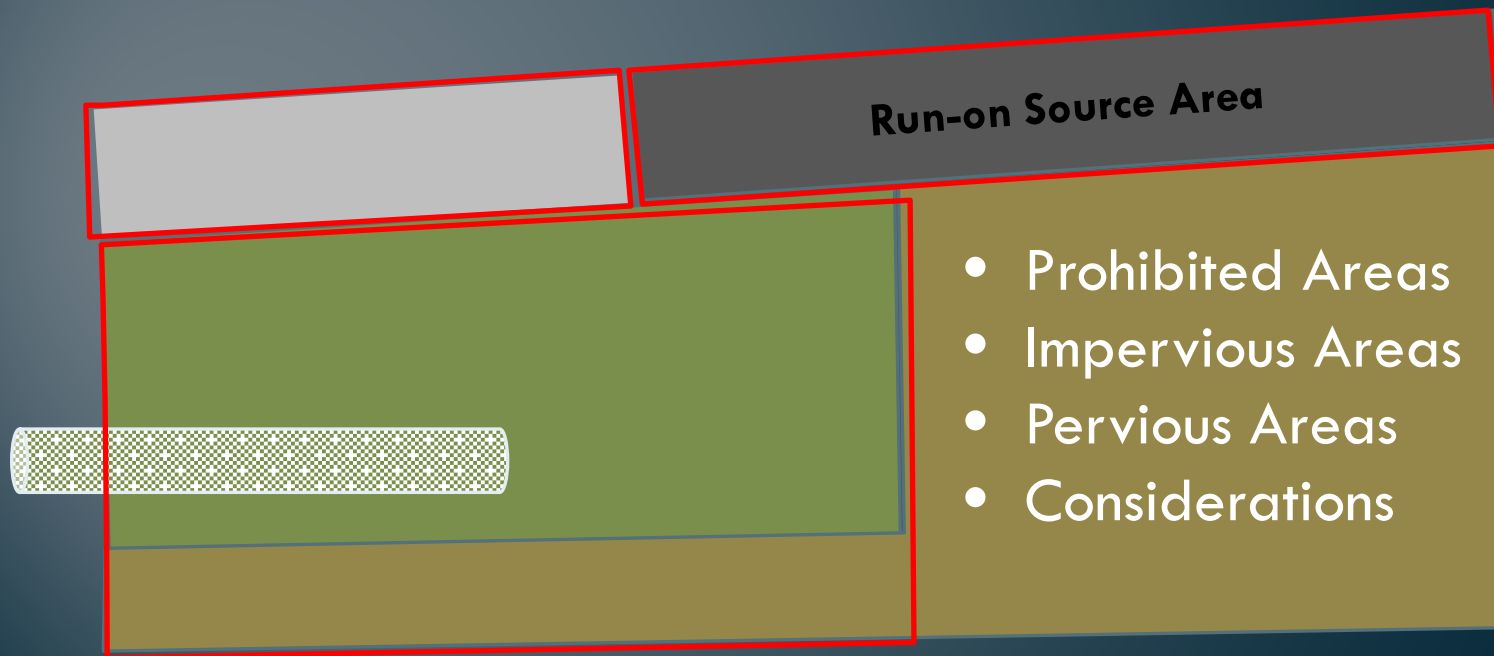 Run-on Source Area
• Prohibited Areas
• Impervious Areas
• Pervious Areas
• Considerations